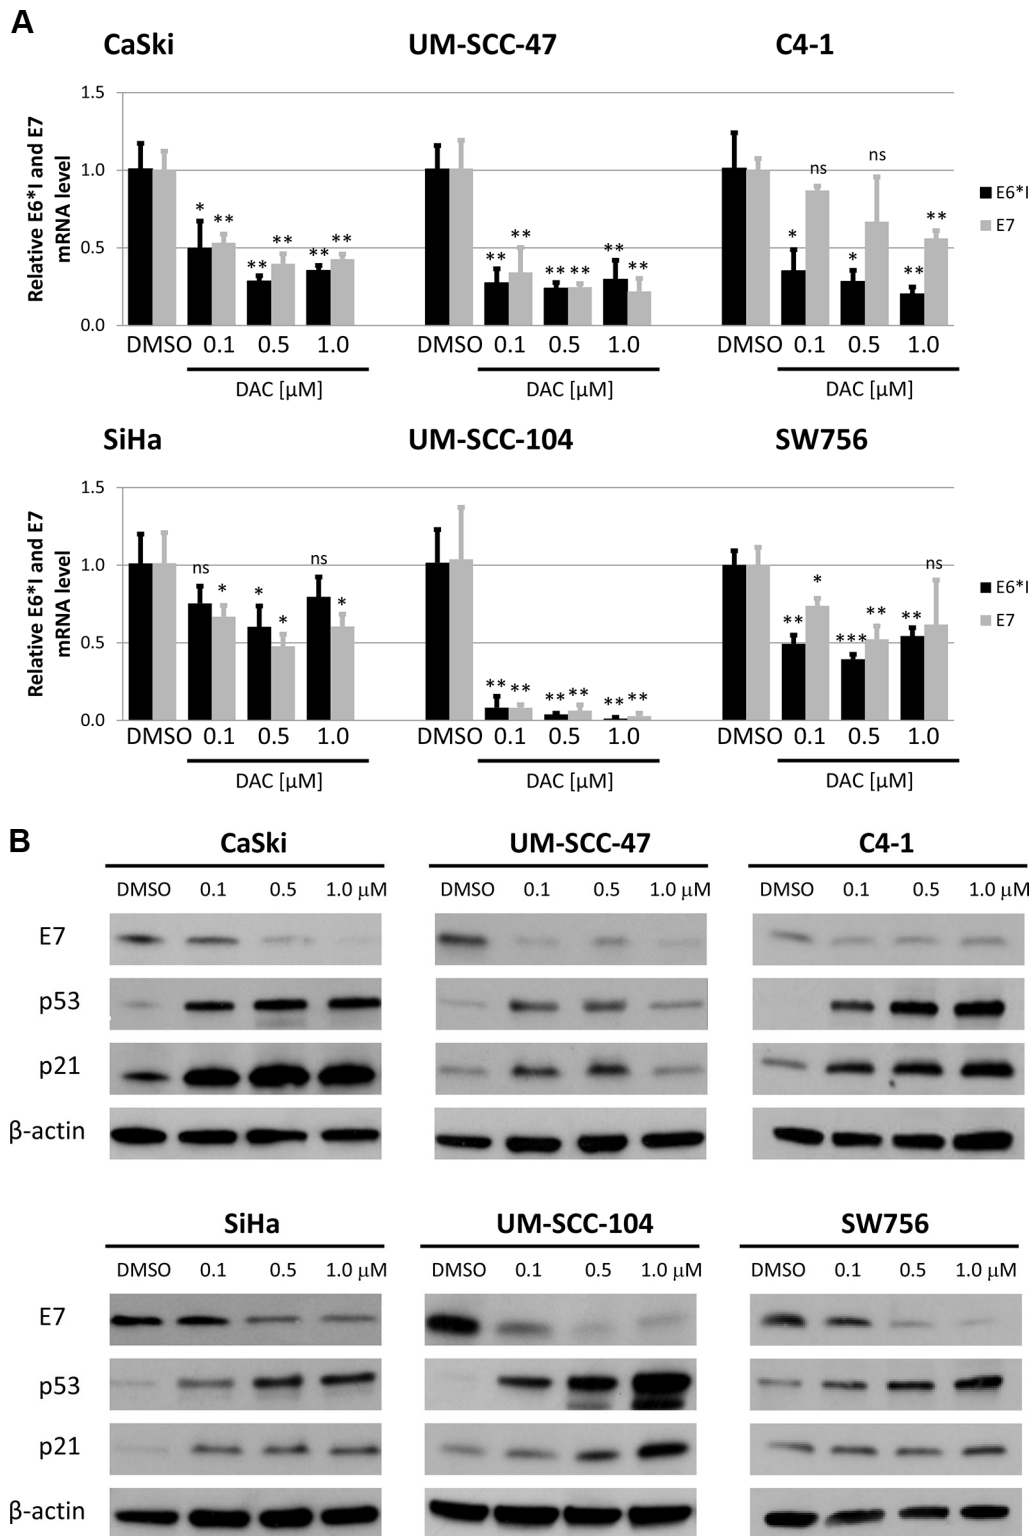 A
CaSki UM-SCC-47 C4-1
Relative E6*I and E7
mRNA level
1.5
1.0
0.5
0.0
* ** ** ** ** **
** ** ** ** ** **
* ns * ns ** **
E6*I
E7
DMSO 0.1 0.5 1.0 DMSO 0.1 0.5 1.0 DMSO 0.1 0.5 1.0
DAC [µM] DAC [µM] DAC [µM]
SiHa UM-SCC-104 SW756
Relative E6*I and E7
mRNA level
1.5
1.0
0.5
0.0
ns * * * ns *
** ** ** ** ** **
** * *** ** ** ns
E6*I
E7
DMSO 0.1 0.5 1.0 DMSO 0.1 0.5 1.0 DMSO 0.1 0.5 1.0
DAC [µM] DAC [µM] DAC [µM]
B
CaSki UM-SCC-47 C4-1
DMSO 0.1 0.5 1.0 µM DMSO 0.1 0.5 1.0 µM DMSO 0.1 0.5 1.0 µM
E7
p53
p21
β-actin
SiHa UM-SCC-104 SW756
DMSO 0.1 0.5 1.0 µM DMSO 0.1 0.5 1.0 µM DMSO 0.1 0.5 1.0 µM
E7
p53
p21
β-actin